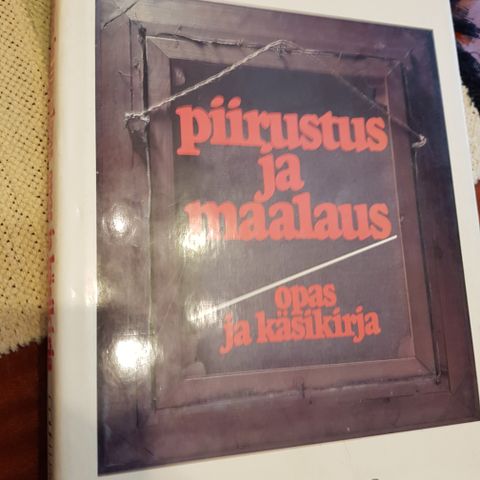 piirustus
ja
maalaus
opas
ja käsikirja